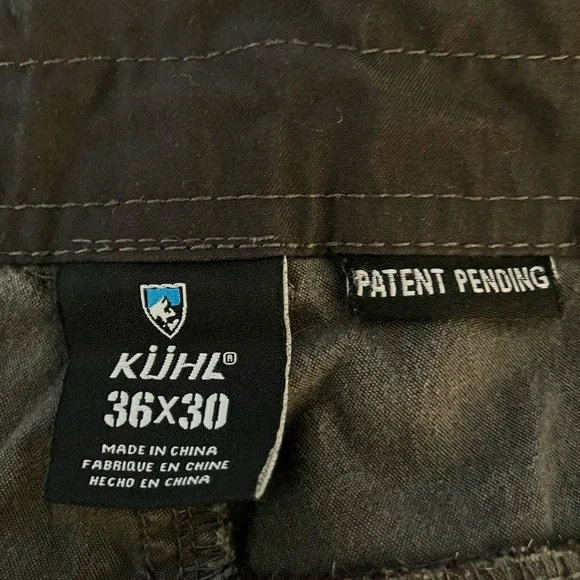 KÜHL®
36X30
MADE IN CHINA
FABRIQUE EN CHINE
HECHO EN CHINA
PATENT PENDING